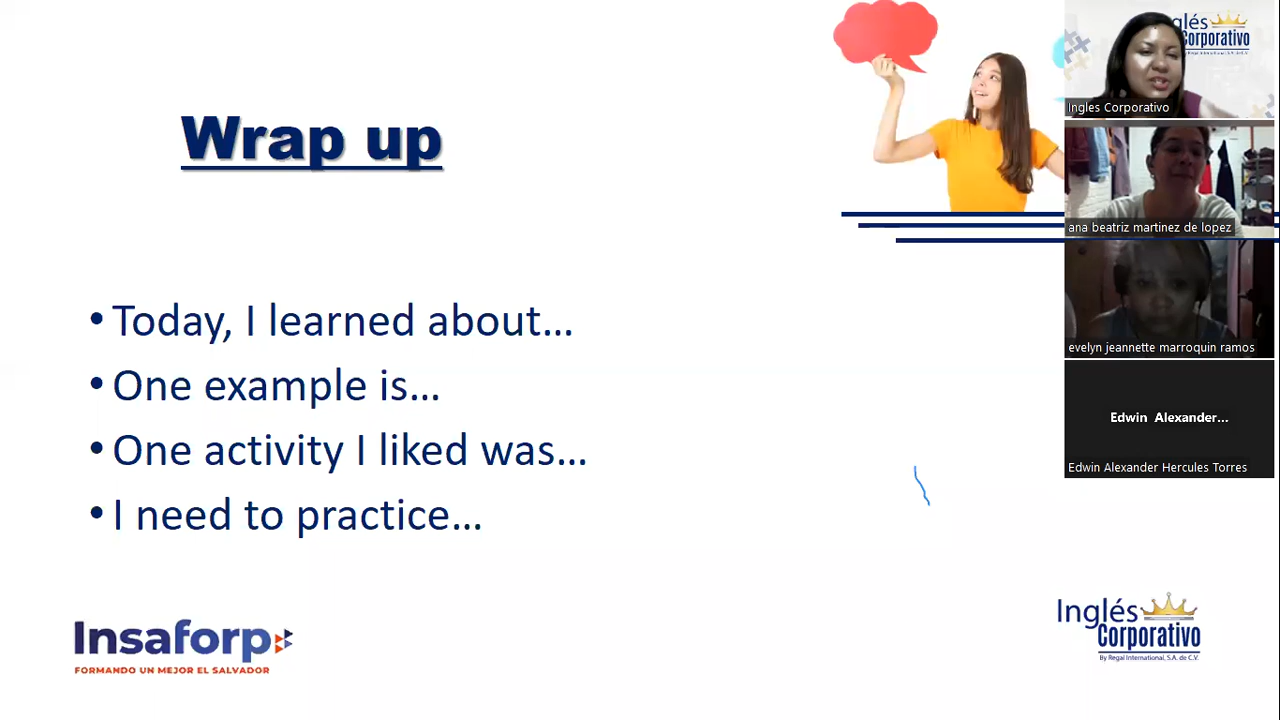 Wrap up
• Today, I learned about…
• One example is…
• One activity I liked was…
• I need to practice…
Insaforp
FORMANDO UN MEJOR EL SALVADOR
Inglés
Corporativo
By Regal International, S.A. de C.V.
glés
Corporativo
Ingles Corporativo
ana beatriz martinez de lopez
evelyn jeannette marroquin ramos
Edwin Alexander...
Edwin Alexander Hercules Torres